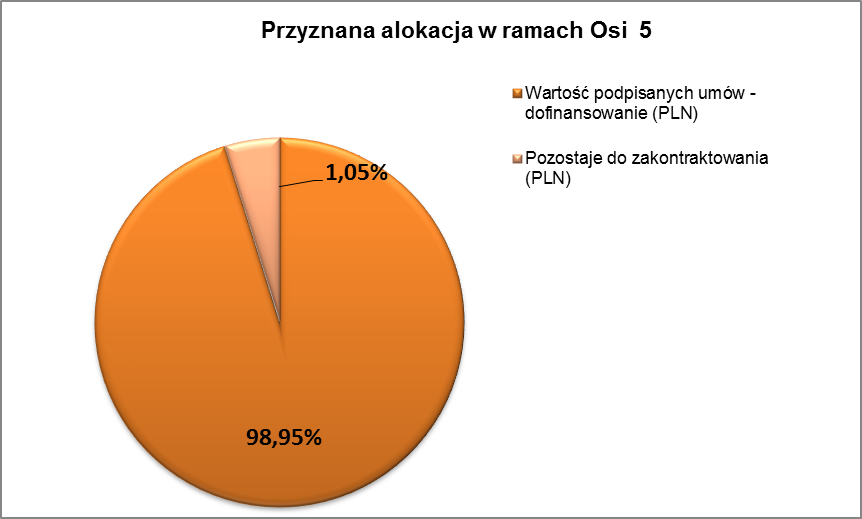 Przyznana alokacja w ramach Osi  5
Wartość podpisanych umów -
dofinansowanie (PLN)
Pozostaje do zakontraktowania
(PLN)
1,05%
98,95%